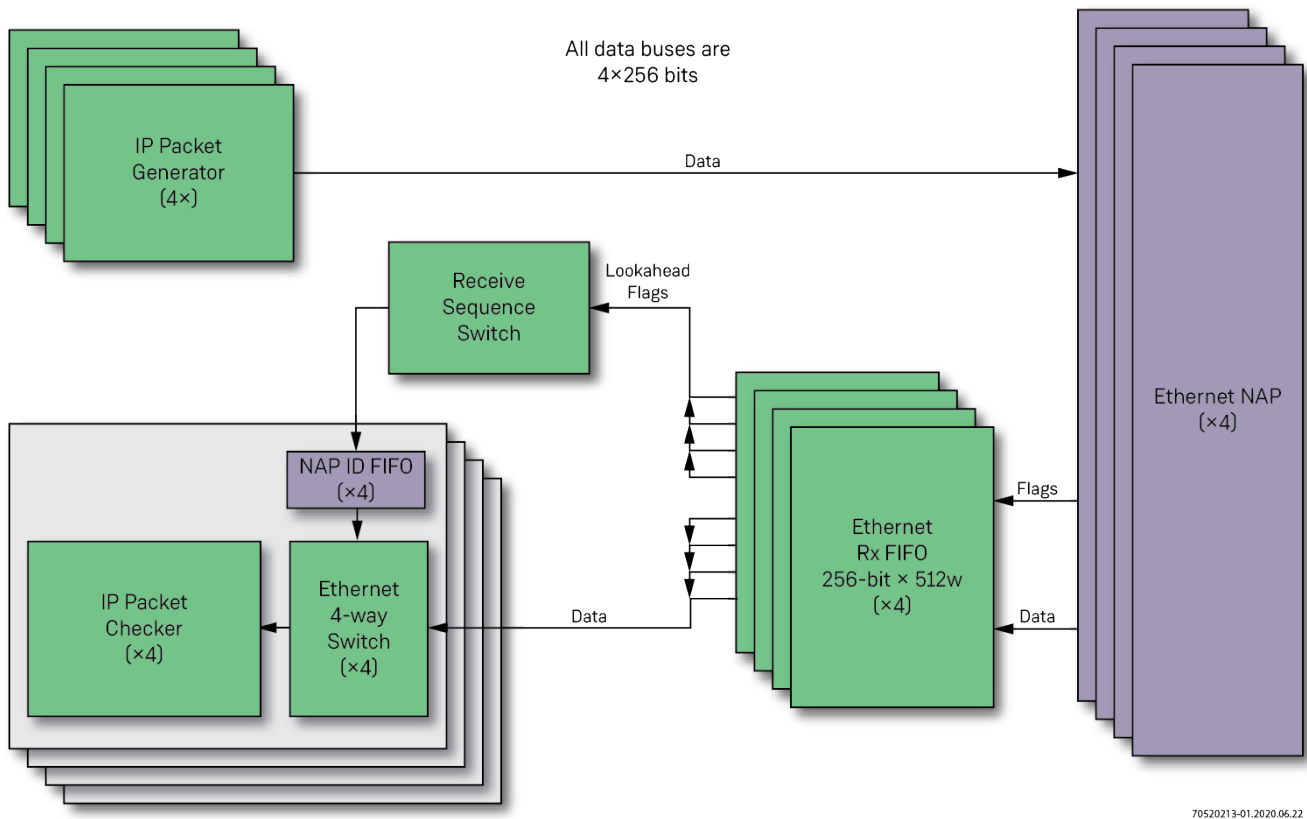 All data buses are
4×256 bits
IP Packet
Generator
(4×)
Data
Receive
Sequence
Switch
Lookahead
Flags
Ethernet NAP
(×4)
NAP ID FIFO
(×4)
Flags
Ethernet
Rx FIFO
256-bit × 512w
(×4)
IP Packet
Checker
(×4)
Ethernet
4-way
Switch
(×4)
Data
Data
70520213-01.2020.06.22